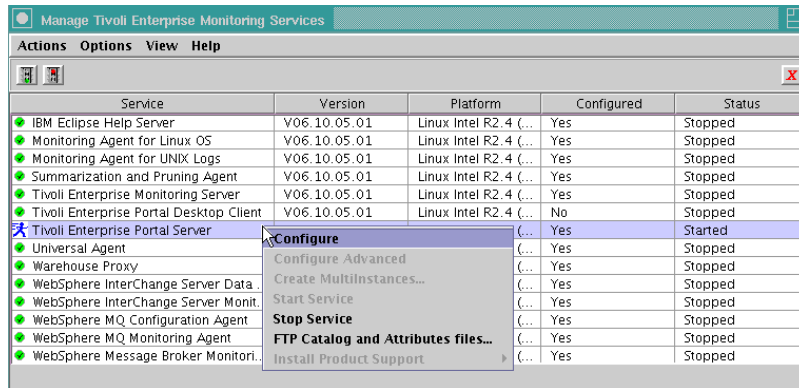 Manage Tivoli Enterprise Monitoring Services
Actions Options View Help
X
Service Version Platform Configured Status
IBM Eclipse Help Server V06.10.05.01 Linux Intel R2.4 (... Yes Stopped
Monitoring Agent for Linux OS V06.10.05.01 Linux Intel R2.4 (... Yes Stopped
Monitoring Agent for UNIX Logs V06.10.05.01 Linux Intel R2.4 (... Yes Stopped
Summarization and Pruning Agent V06.10.05.01 Linux Intel R2.4 (... Yes Stopped
Tivoli Enterprise Monitoring Server V06.10.05.01 Linux Intel R2.4 (... Yes Stopped
Tivoli Enterprise Portal Desktop Client V06.10.05.01 Linux Intel R2.4 (... No Stopped
Tivoli Enterprise Portal Server (... Yes Started
Universal Agent (... Yes Stopped
Warehouse Proxy (... Yes Stopped
WebSphere InterChange Server Data . (... Yes Stopped
WebSphere InterChange Server Monit. (... Yes Stopped
WebSphere MQ Configuration Agent (... Yes Stopped
WebSphere MQ Monitoring Agent (... Yes Stopped
WebSphere Message Broker Monitori.. (... Yes Stopped
Configure
Configure Advanced
Create MultiInstances...
Start Service
Stop Service
FTP Catalog and Attributes files...
Install Product Support